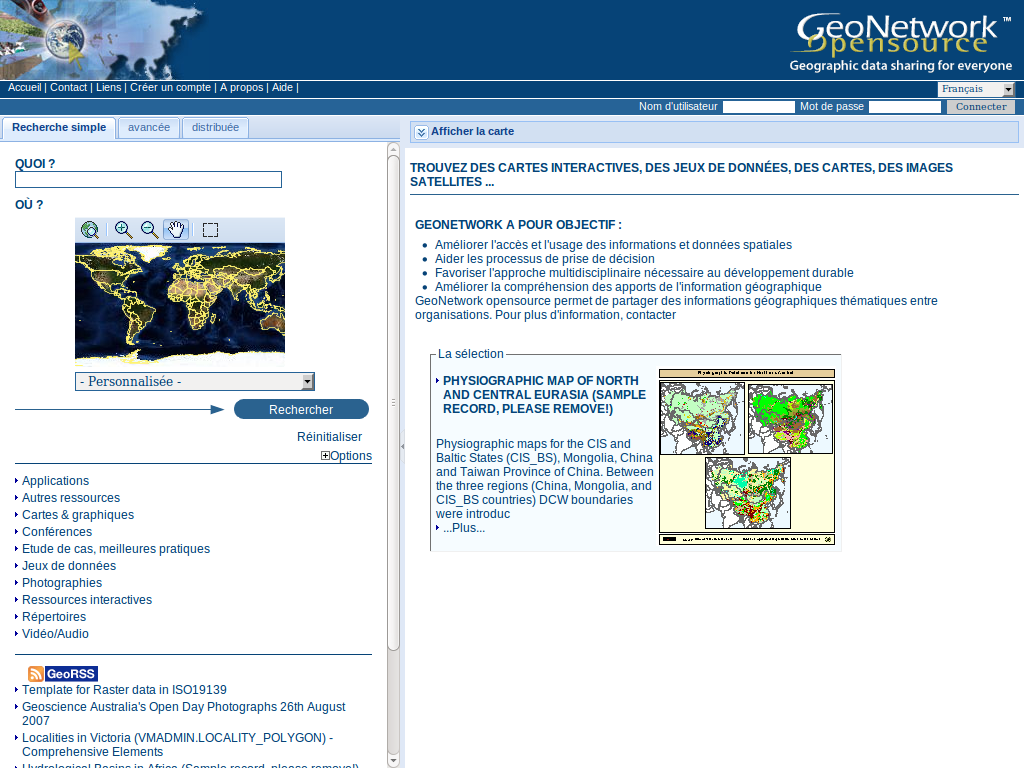 GeoNetwork™
Opensource
Geographic data sharing for everyone
Accueil | Contact | Liens | Créer un compte | A propos | Aide |
Français
Nom d'utilisateur Mot de passe Connecter
Recherche simple avancée distribuée
Afficher la carte
QUOI ?
OÙ ?
- Personnalisée -
Rechercher
Réinitialiser
Options
Applications
Autres ressources
Cartes & graphiques
Conférences
Etude de cas, meilleures pratiques
Jeux de données
Photographies
Ressources interactives
Répertoires
Vidéo/Audio
GeoRSS
Template for Raster data in ISO19139
Geoscience Australia's Open Day Photographs 26th August
2007
Localities in Victoria (VMADMIN.LOCALITY_POLYGON) -
Comprehensive Elements
Hydrological Basins in Africa (Sample record, please remove!)
TROUVEZ DES CARTES INTERACTIVES, DES JEUX DE DONNÉES, DES CARTES, DES IMAGES
SATELLITES ...
GEONETWORK A POUR OBJECTIF :
Améliorer l'accès et l'usage des informations et données spatiales
Aider les processus de prise de décision
Favoriser l'approche multidisciplinaire nécessaire au développement durable
Améliorer la compréhension des apports de l'information géographique
GeoNetwork opensource permet de partager des informations géographiques thématiques entre
organisations. Pour plus d'information, contacter
La sélection
PHYSIOGRAPHIC MAP OF NORTH
AND CENTRAL EURASIA (SAMPLE
RECORD, PLEASE REMOVE!)
Physiographic maps for the CIS and
Baltic States (CIS_BS), Mongolia, China
and Taiwan Province of China. Between
the three regions (China, Mongolia, and
CIS_BS countries) DCW boundaries
were introduc
...Plus...